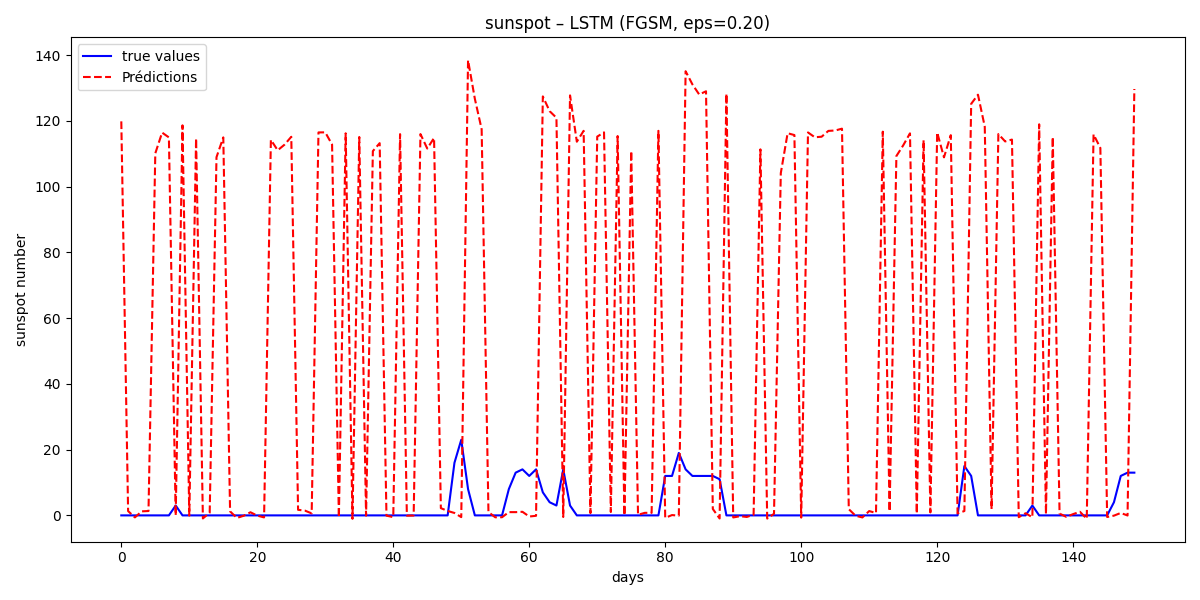 sunspot – LSTM (FGSM, eps=0.20)
true values
Prédictions
sunspot number
140
120
100
80
60
40
20
0
0 20 40 60 80 100 120 140
days